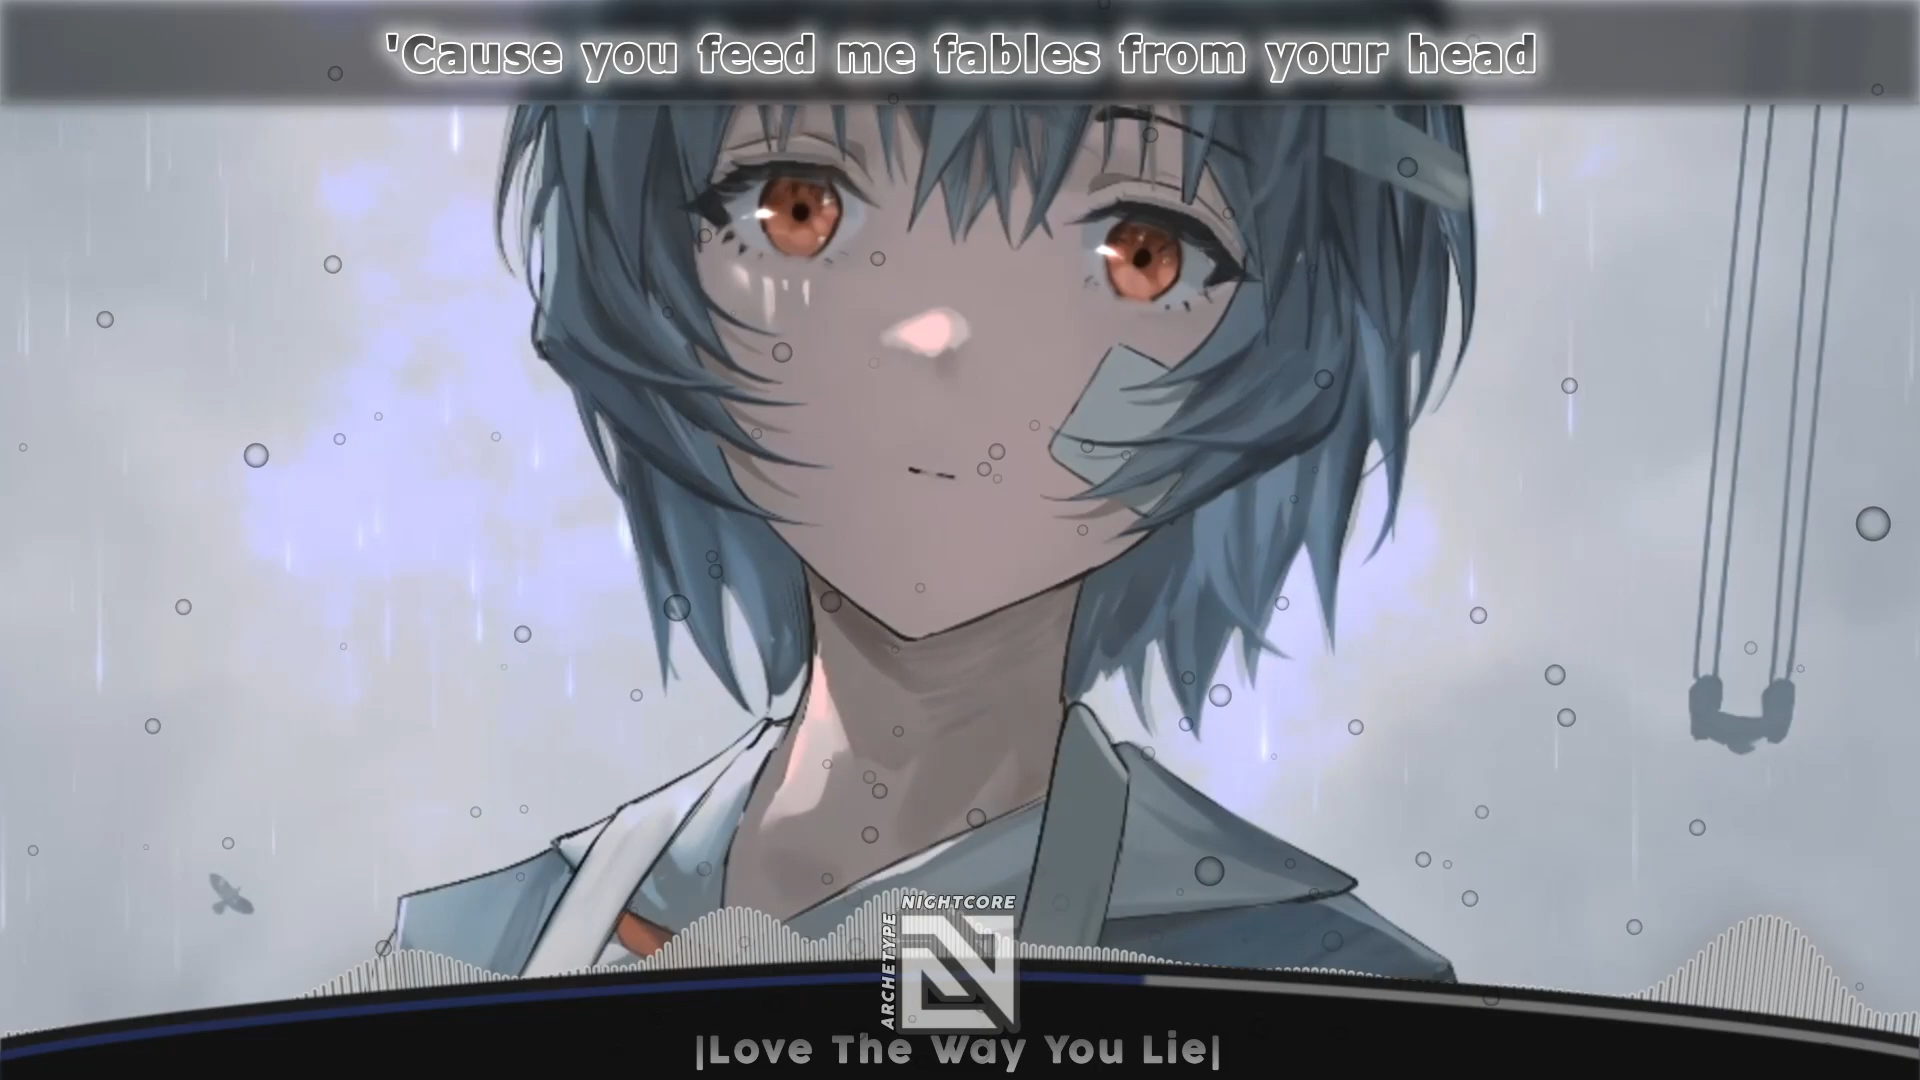 'Cause you feed me fables from your head
NIGHTCORE
ARCHETYPE
|Love The Way You Lie|